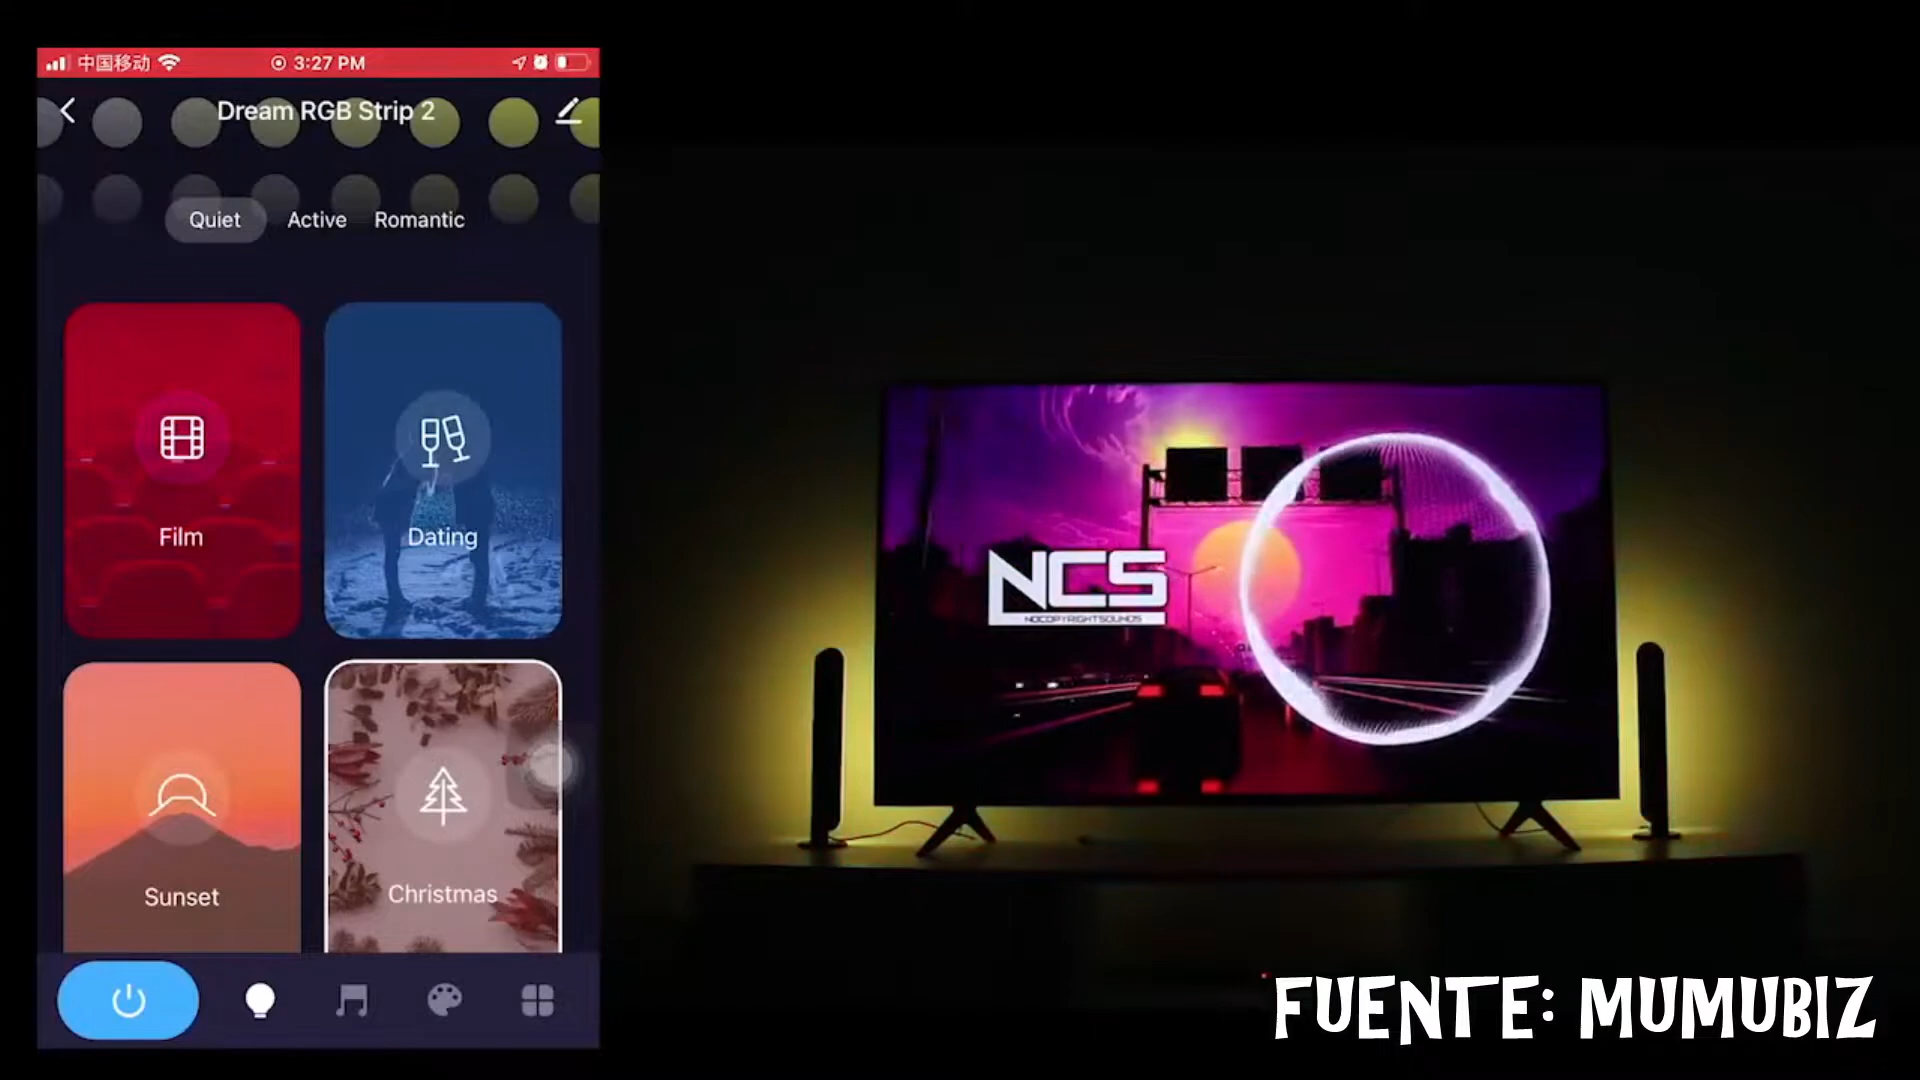 中国移动
3:27 PM
Dream RGB Strip 2
Quiet
Active
Romantic
Film
Dating
Sunset
Christmas
NCS
NOCOPYRIGHTSOUNDS
FUENTE: MUMUBIZ